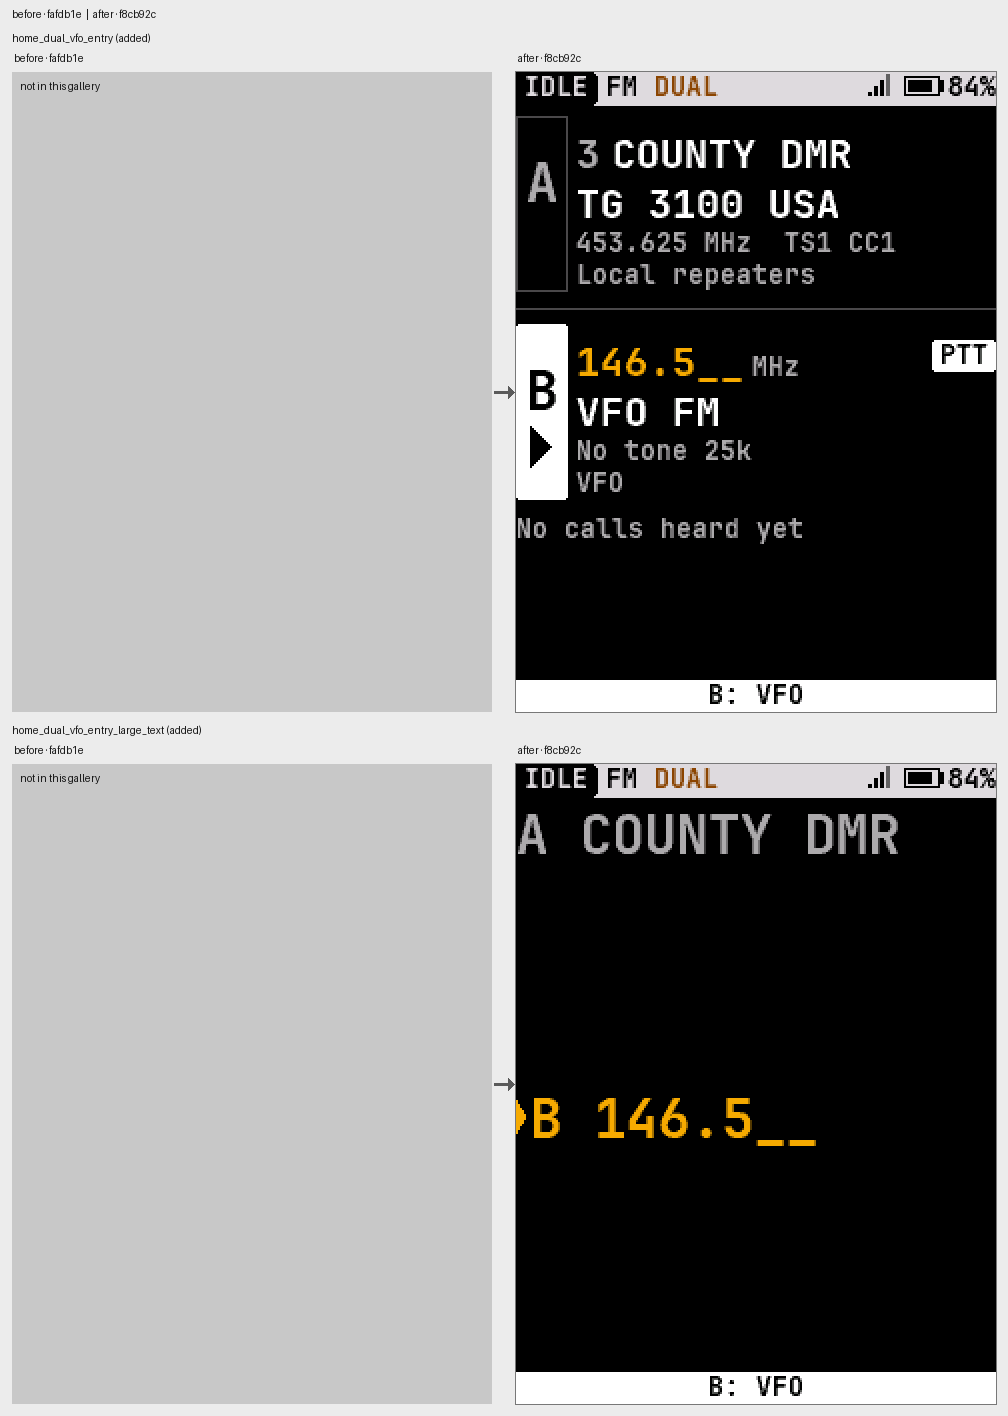 before · fafdb1e | after · f8cb92c
home_dual_vfo_entry (added)
before · fafdb1e
after · f8cb92c
not in this gallery
IDLE FM DUAL 84%
A
3 COUNTY DMR
TG 3100 USA
453.625 MHz TS1 CC1
Local repeaters
B
146.5__ MHz
PTT
VFO FM
No tone 25k
VFO
No calls heard yet
B: VFO
home_dual_vfo_entry_large_text (added)
before · fafdb1e
after · f8cb92c
not in this gallery
IDLE FM DUAL 84%
A COUNTY DMR
B 146.5__
B: VFO